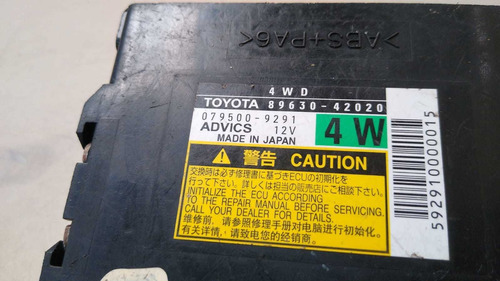 >ABS+PA6<
4WD
TOYOTA 89630-42020
079500-9291
ADVICS 12V
MADE IN JAPAN
4W
警告 CAUTION
交換時は必ず修理書に基づきECUの初期化を
行って下さい。詳しくは担当の販売店にご相談下さい。
INITIALIZE THE ECU ACCORDING
TO REPAIR MANUAL BEFORE SERVICING.
CALL YOUR DEALER FOR DETAILS.
维修前，请参照修理手册对电脑进行初始化。
有关详情，请致电您的经销商。
592910000015